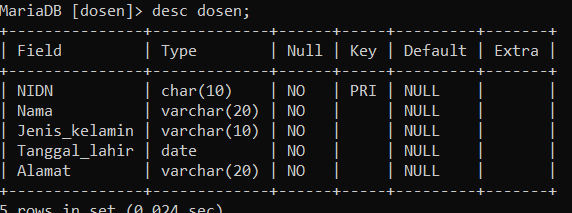 MariaDB [dosen]> desc dosen;
+---------------+-------------+------+-----+---------+-------+
| Field         | Type        | Null | Key | Default | Extra |
+---------------+-------------+------+-----+---------+-------+
| NIDN          | char(10)    | NO   | PRI | NULL    |       |
| Nama          | varchar(20) | NO   |     | NULL    |       |
| Jenis_kelamin | varchar(10) | NO   |     | NULL    |       |
| Tanggal_lahir | date        | NO   |     | NULL    |       |
| Alamat        | varchar(20) | NO   |     | NULL    |       |
+---------------+-------------+------+-----+---------+-------+
5 rows in set (0.024 sec)